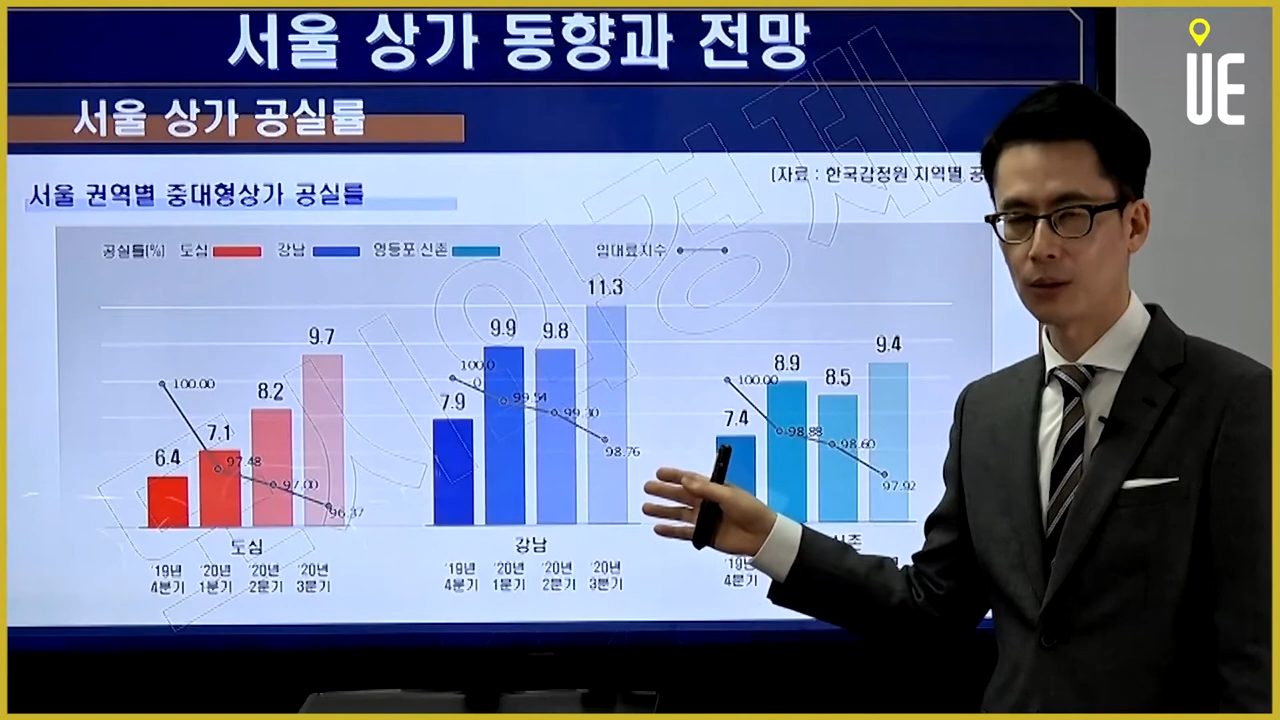 서울 상가 동향과 전망
UE
서울 상가 공실률
(자료 : 한국감정원 지역별 공
서울 권역별 중대형상가 공실률
공실률(%) 도심 강남 영등포신촌 임대료지수
6.4 7.1 8.2 9.7
100.00 97.48 97.00 96.37
7.9 9.9 9.8 11.3
100.00 99.54 99.30 98.76
7.4 8.9 8.5 9.4
100.00 98.88 98.60 97.92
도심 강남 신촌
'19년 4분기 '20년 1분기 '20년 2분기 '20년 3분기
'19년 4분기 '20년 1분기 '20년 2분기 '20년 3분기
'19년 4분기
도시와경제